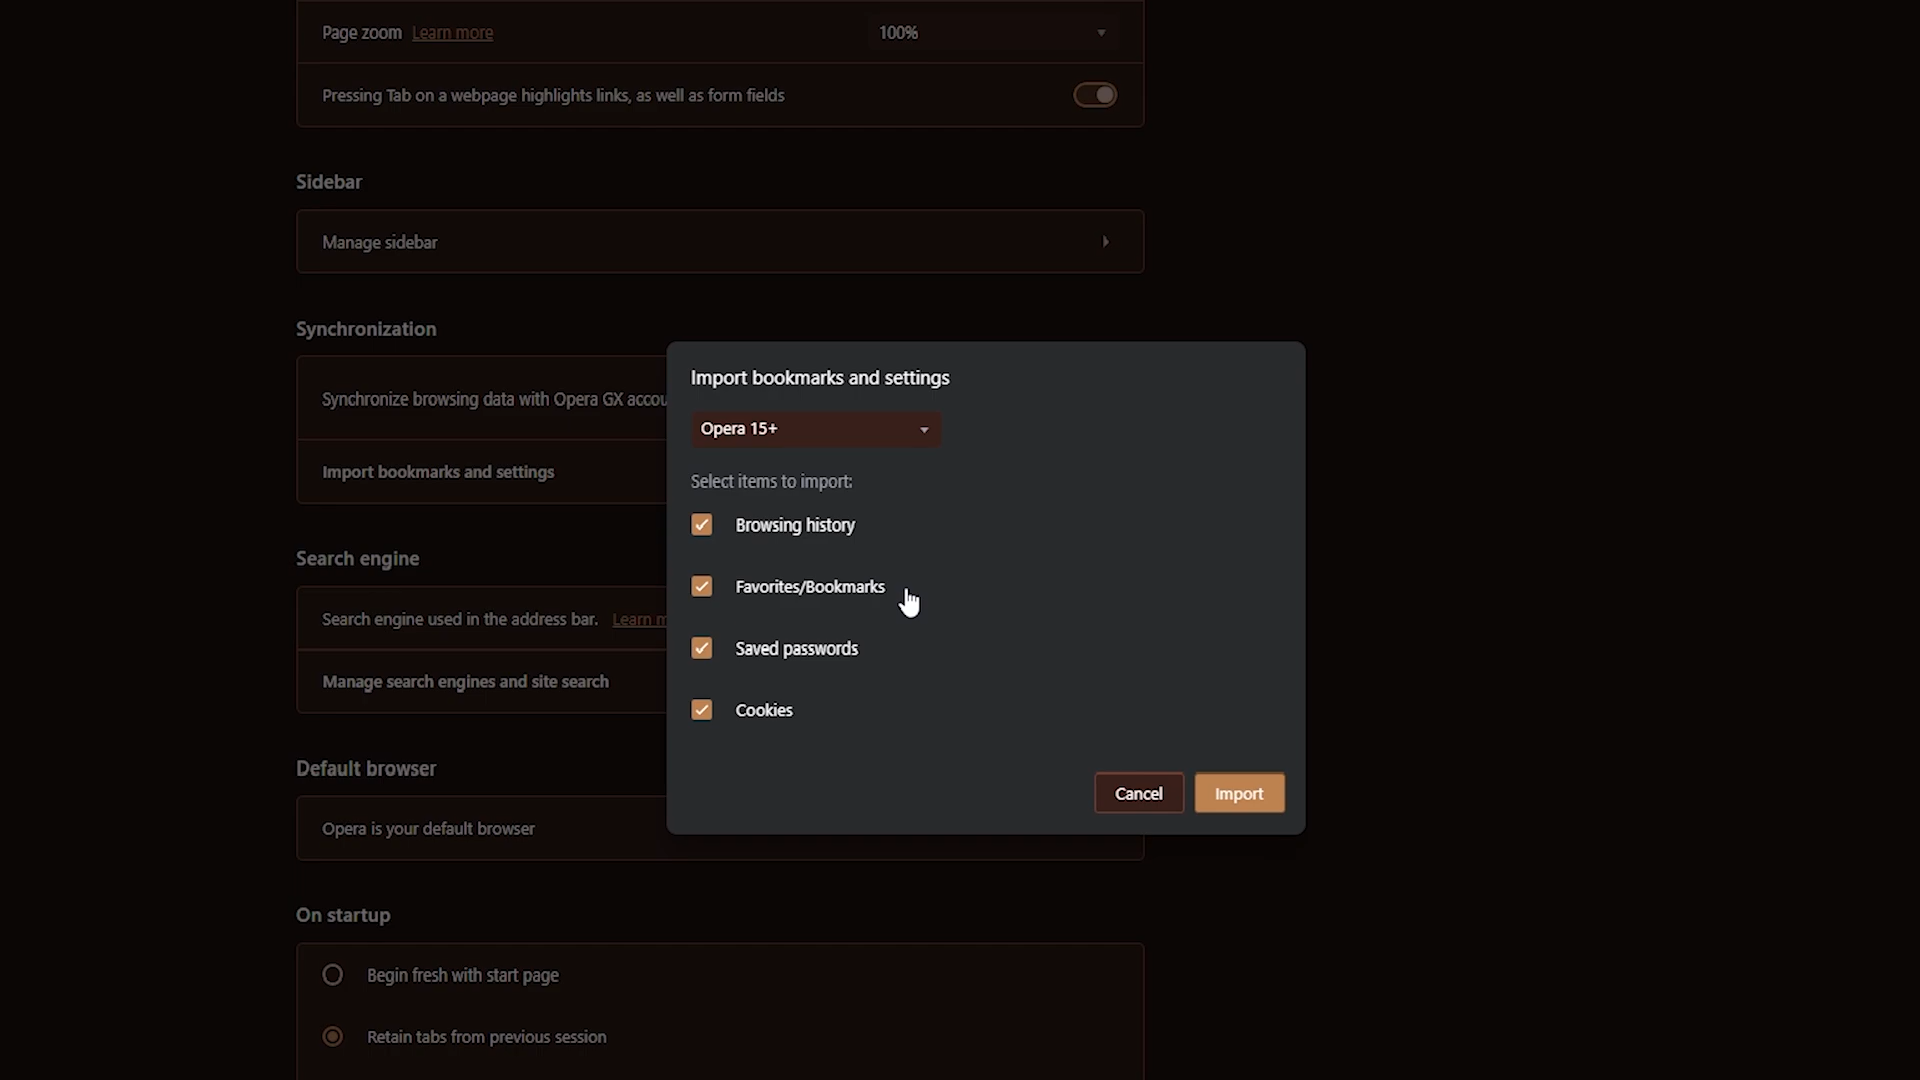 Page zoom Learn more 100%
Pressing Tab on a webpage highlights links, as well as form fields
Sidebar
Manage sidebar
Synchronization
Synchronize browsing data with Opera GX accou
Import bookmarks and settings
Search engine
Search engine used in the address bar. Learn m
Manage search engines and site search
Default browser
Opera is your default browser
On startup
Begin fresh with start page
Retain tabs from previous session
Import bookmarks and settings
Opera 15+
Select items to import:
Browsing history
Favorites/Bookmarks
Saved passwords
Cookies
Cancel Import